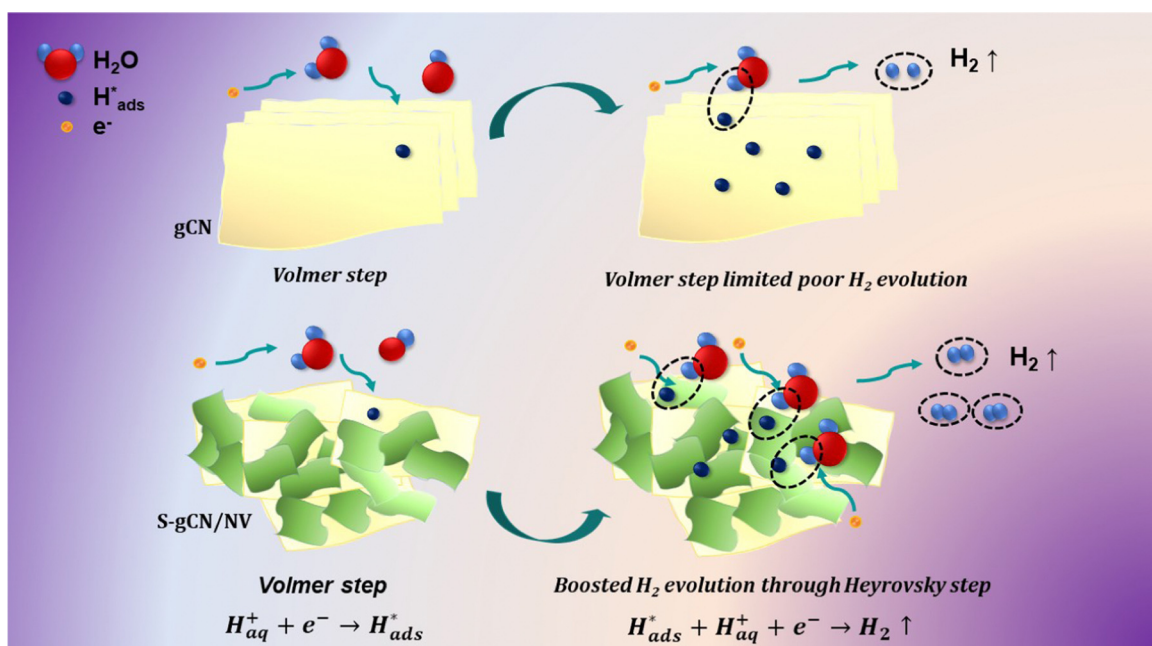 H₂O
H*ads
e-
H₂ ↑
gCN
Volmer step
Volmer step limited poor H₂ evolution
H₂ ↑
S-gCN/NV
Volmer step
Boosted H₂ evolution through Heyrovsky step
H⁺aq + e⁻ → H*ads
H*ads + H⁺aq + e⁻ → H₂ ↑